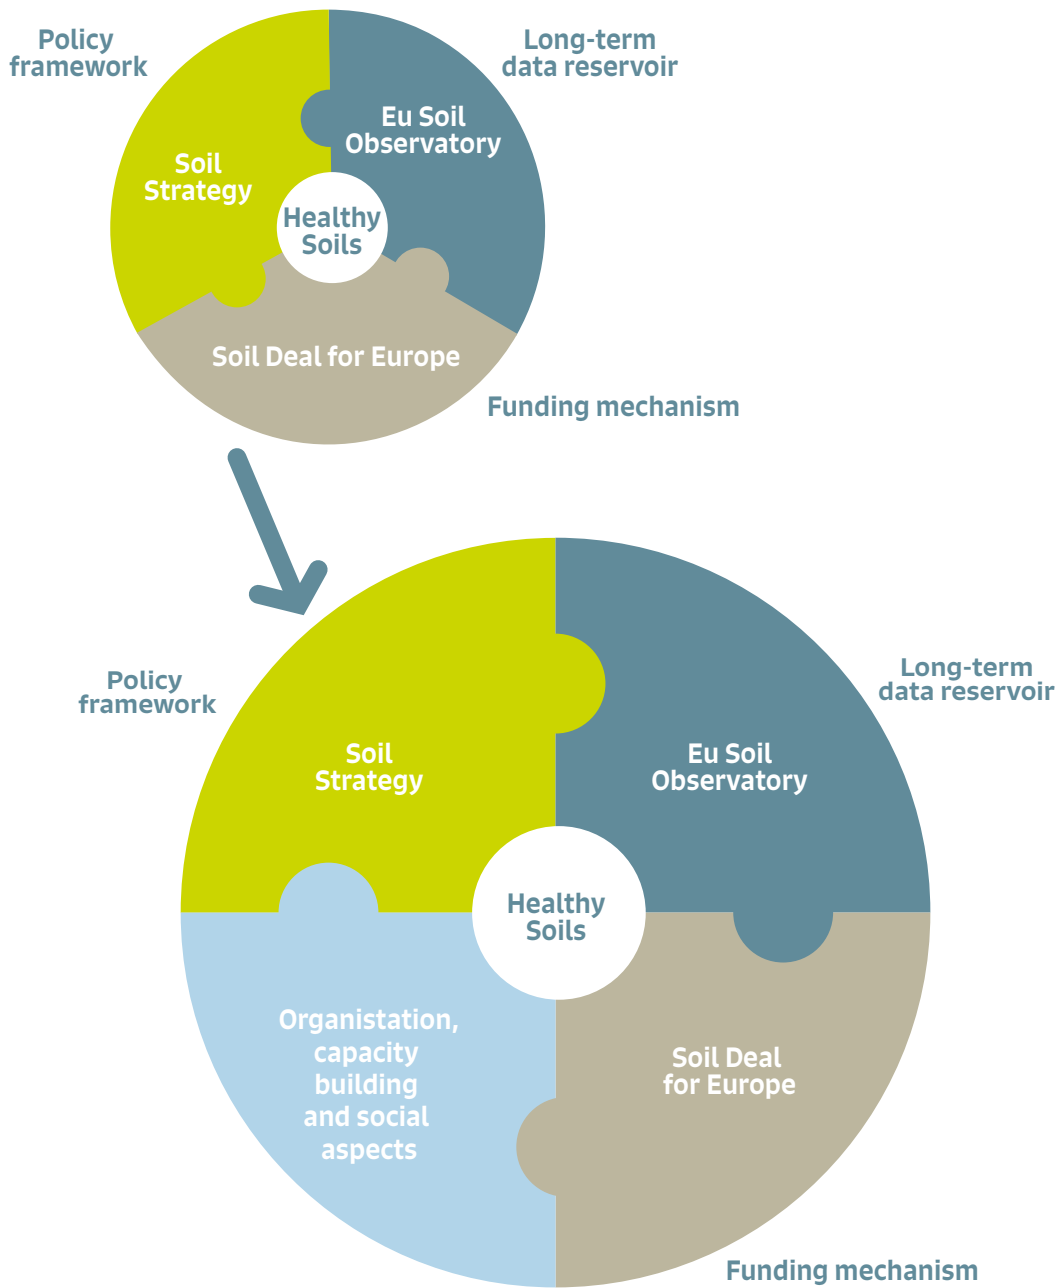 Policy
framework
Long-term
data reservoir
Eu Soil
Observatory
Soil
Strategy
Healthy
Soils
Soil Deal for Europe
Funding mechanism
Policy
framework
Long-term
data reservoir
Soil
Strategy
Eu Soil
Observatory
Healthy
Soils
Organistation,
capacity
building
and social
aspects
Soil Deal
for Europe
Funding mechanism